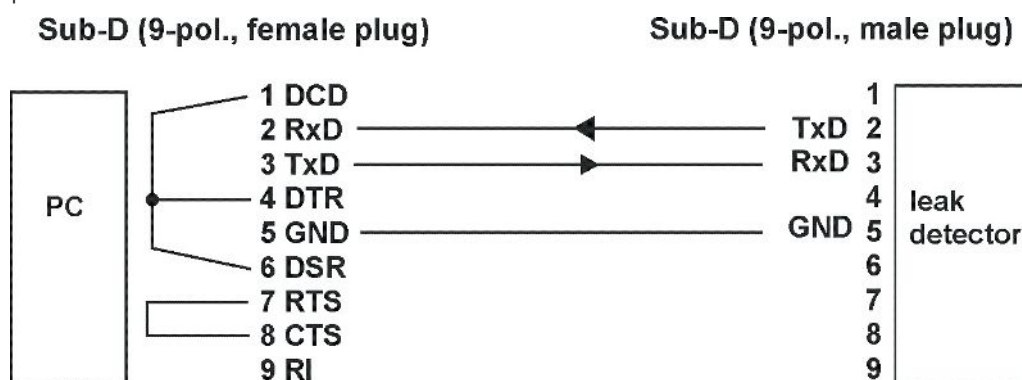 Sub-D (9-pol., female plug) Sub-D (9-pol., male plug)
1 DCD 1
2 RxD TxD 2
3 TxD RxD 3
4 DTR 4
PC leak
5 GND GND 5
detector
6 DSR 6
7 RTS 7
8 CTS 8
9 RI 9